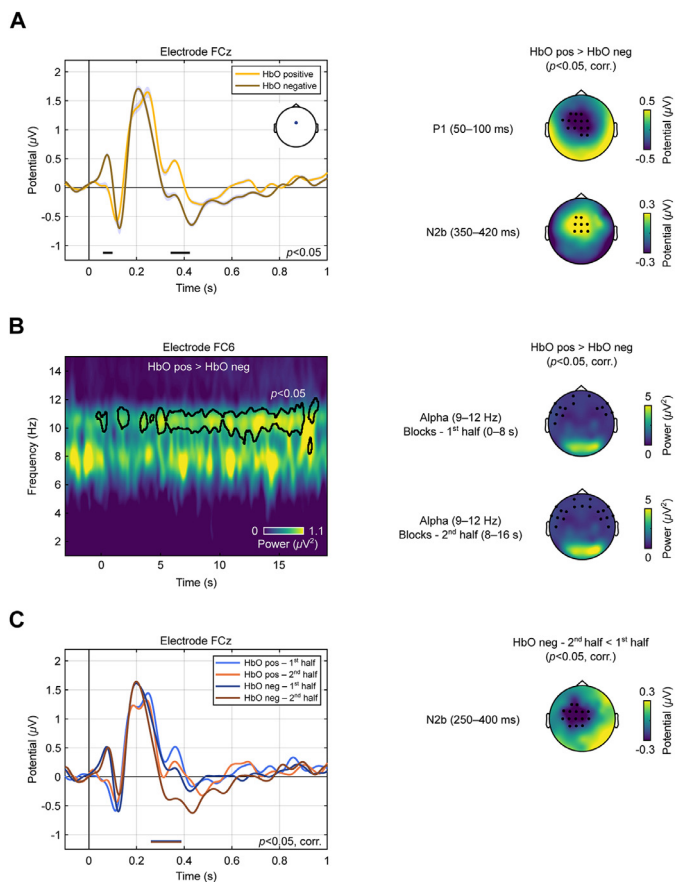 A
Electrode FCz
2
1.5
1
0.5
0
-0.5
-1
Potential (µV)
HbO positive
HbO negative
p<0.05
0
0.2
0.4
0.6
0.8
1
Time (s)
HbO pos > HbO neg
(p<0.05, corr.)
P1 (50–100 ms)
0.5
-0.5
Potential (µV)
N2b (350–420 ms)
0.3
-0.3
Potential (µV)
B
Electrode FC6
HbO pos > HbO neg
p<0.05
14
12
10
8
6
4
2
Frequency (Hz)
0 1.1
Power (µV²)
0
5
10
15
Time (s)
HbO pos > HbO neg
(p<0.05, corr.)
Alpha (9–12 Hz)
Blocks - 1st half (0–8 s)
5
0
Power (µV²)
Alpha (9–12 Hz)
Blocks - 2nd half (8–16 s)
5
0
Power (µV²)
C
Electrode FCz
2
1.5
1
0.5
0
-0.5
-1
Potential (µV)
HbO pos – 1st half
HbO pos – 2nd half
HbO neg – 1st half
HbO neg – 2nd half
p<0.05, corr.
0
0.2
0.4
0.6
0.8
1
Time (s)
HbO neg - 2nd half < 1st half
(p<0.05, corr.)
N2b (250–400 ms)
0.3
-0.3
Potential (µV)